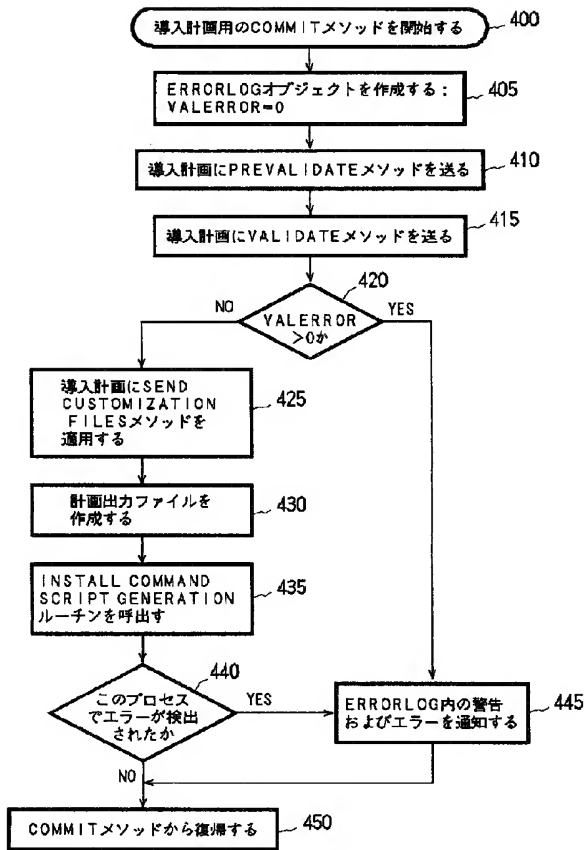 導入計画用のCOMMITメソッドを開始する
400
ERRORLOGオブジェクトを作成する:
VALERROR=0
405
導入計画にPREVALIDATEメソッドを送る
410
導入計画にVALIDATEメソッドを送る
415
420
NO
VALERROR
>0か
YES
導入計画にSEND
CUSTOMIZATION
FILESメソッドを
適用する
425
計画出力ファイルを
作成する
430
INSTALL COMMAND
SCRIPT GENERATION
ルーチンを呼出す
435
440
このプロセス
でエラーが検出
されたか
YES
ERRORLOG内の警告
およびエラーを通知する
445
NO
COMMITメソッドから復帰する
450